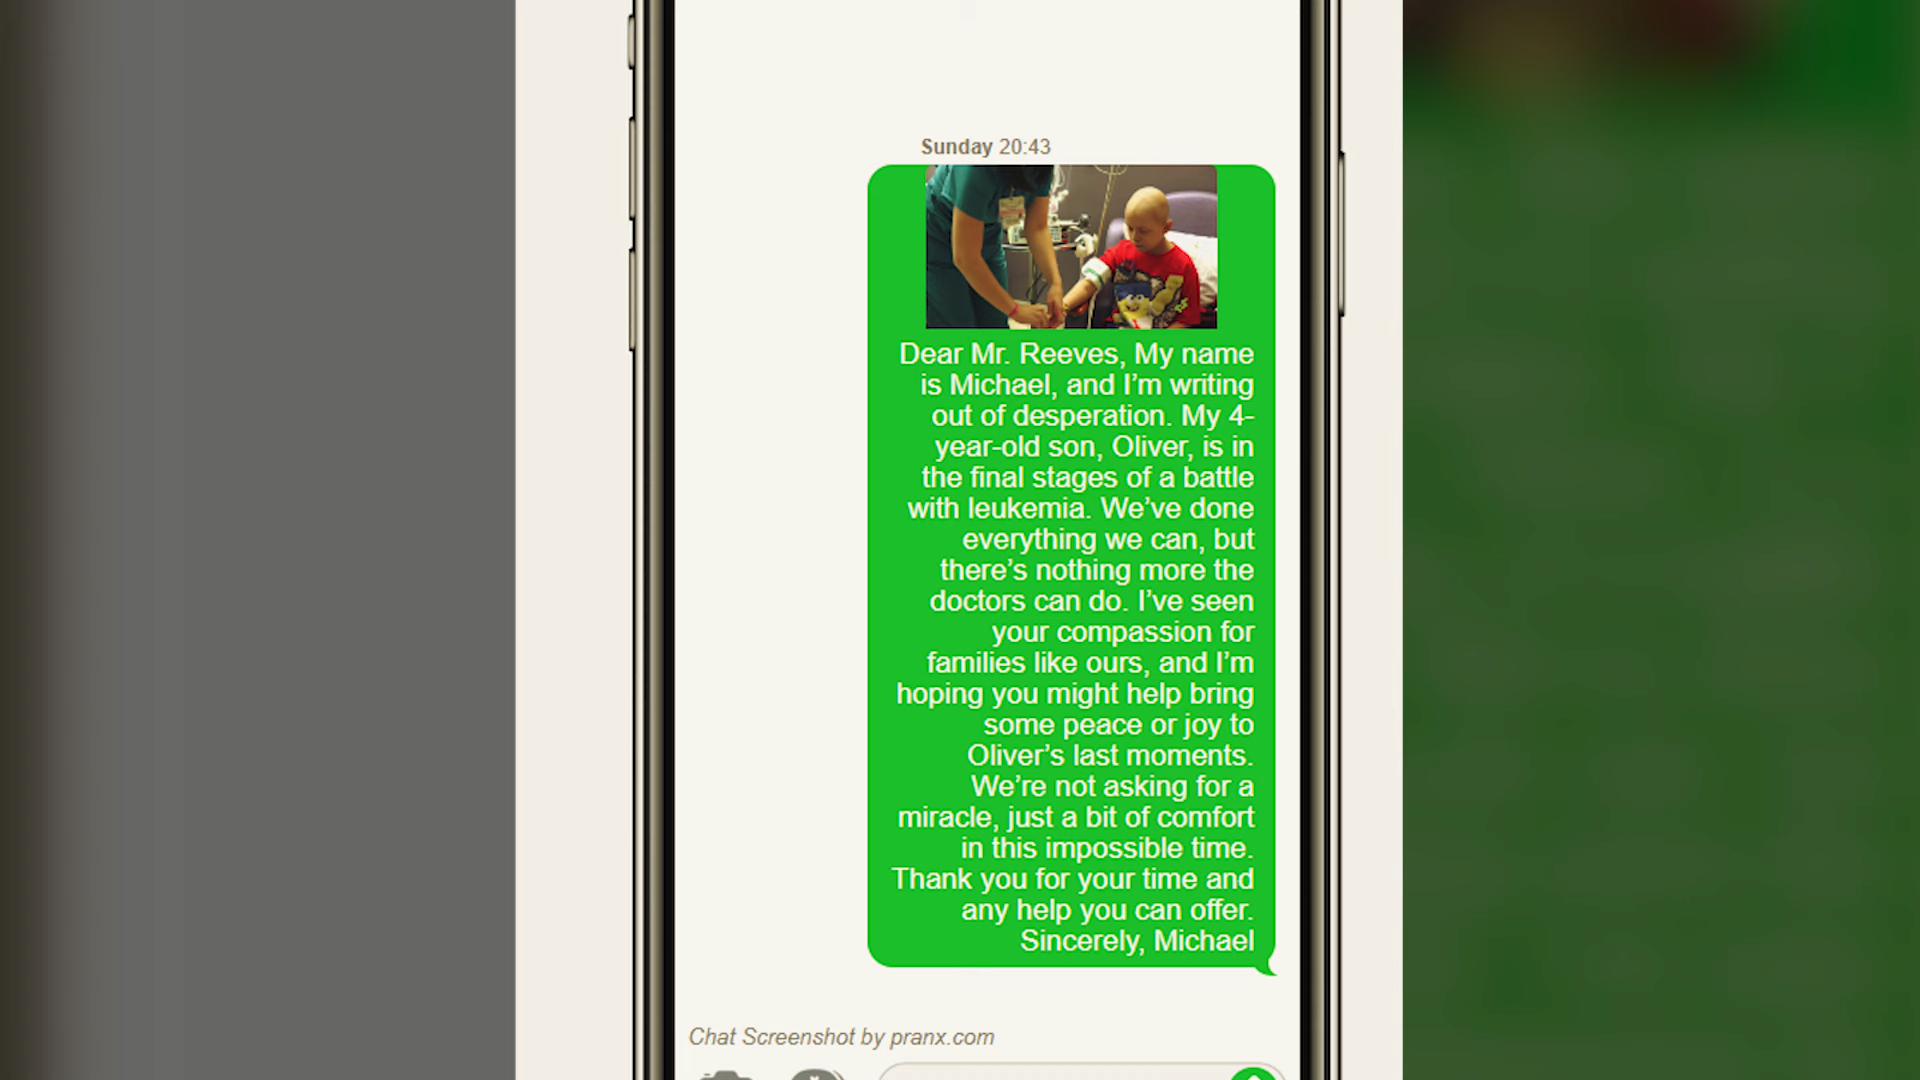 Sunday 20:43
Dear Mr. Reeves, My name
is Michael, and I’m writing
out of desperation. My 4-
year-old son, Oliver, is in
the final stages of a battle
with leukemia. We’ve done
everything we can, but
there’s nothing more the
doctors can do. I’ve seen
your compassion for
families like ours, and I’m
hoping you might help bring
some peace or joy to
Oliver’s last moments.
We’re not asking for a
miracle, just a bit of comfort
in this impossible time.
Thank you for your time and
any help you can offer.
Sincerely, Michael
Chat Screenshot by pranx.com